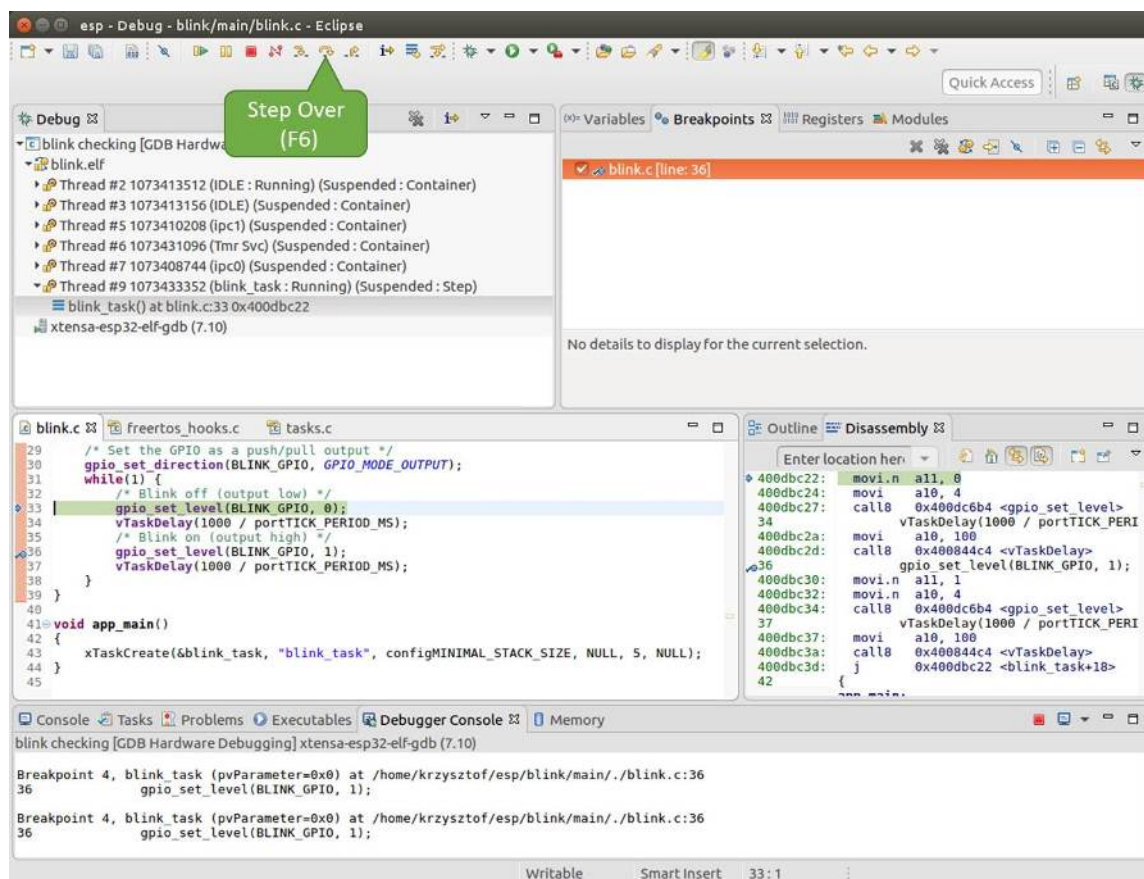 esp - Debug - blink/main/blink.c - Eclipse
Quick Access
Step Over
(F6)
Debug
blink checking [GDB Hardwa
blink.elf
Thread #2 1073413512 (IDLE : Running) (Suspended : Container)
Thread #3 1073413156 (IDLE) (Suspended : Container)
Thread #5 1073410208 (ipc1) (Suspended : Container)
Thread #6 1073431096 (Tmr Svc) (Suspended : Container)
Thread #7 1073408744 (ipc0) (Suspended : Container)
Thread #9 1073433352 (blink_task : Running) (Suspended : Step)
blink_task() at blink.c:33 0x400dbc22
xtensa-esp32-elf-gdb (7.10)
(x)= Variables Breakpoints Registers Modules
blink.c [line: 36]
No details to display for the current selection.
blink.c freertos_hooks.c tasks.c
29 /* Set the GPIO as a push/pull output */
30 gpio_set_direction(BLINK_GPIO, GPIO_MODE_OUTPUT);
31 while(1) {
32 /* Blink off (output low) */
33 gpio_set_level(BLINK_GPIO, 0);
34 vTaskDelay(1000 / portTICK_PERIOD_MS);
35 /* Blink on (output high) */
36 gpio_set_level(BLINK_GPIO, 1);
37 vTaskDelay(1000 / portTICK_PERIOD_MS);
38 }
39 }
40
41 void app_main()
42 {
43 xTaskCreate(&blink_task, "blink_task", configMINIMAL_STACK_SIZE, NULL, 5, NULL);
44 }
45
Outline Disassembly
Enter location her
400dbc22: movi.n a11, 0
400dbc24: movi a10, 4
400dbc27: call8 0x400dc6b4 <gpio_set_level>
34 vTaskDelay(1000 / portTICK_PERI
400dbc2a: movi a10, 100
400dbc2d: call8 0x400844c4 <vTaskDelay>
36 gpio_set_level(BLINK_GPIO, 1);
400dbc30: movi.n a11, 1
400dbc32: movi.n a10, 4
400dbc34: call8 0x400dc6b4 <gpio_set_level>
37 vTaskDelay(1000 / portTICK_PERI
400dbc37: movi a10, 100
400dbc3a: call8 0x400844c4 <vTaskDelay>
400dbc3d: j 0x400dbc22 <blink_task+18>
42 {
app_main:
Console Tasks Problems Executables Debugger Console Memory
blink checking [GDB Hardware Debugging] xtensa-esp32-elf-gdb (7.10)
Breakpoint 4, blink_task (pvParameter=0x0) at /home/krzysztof/esp/blink/main/./blink.c:36
36 gpio_set_level(BLINK_GPIO, 1);
Breakpoint 4, blink_task (pvParameter=0x0) at /home/krzysztof/esp/blink/main/./blink.c:36
36 gpio_set_level(BLINK_GPIO, 1);
Writable Smart Insert 33 : 1